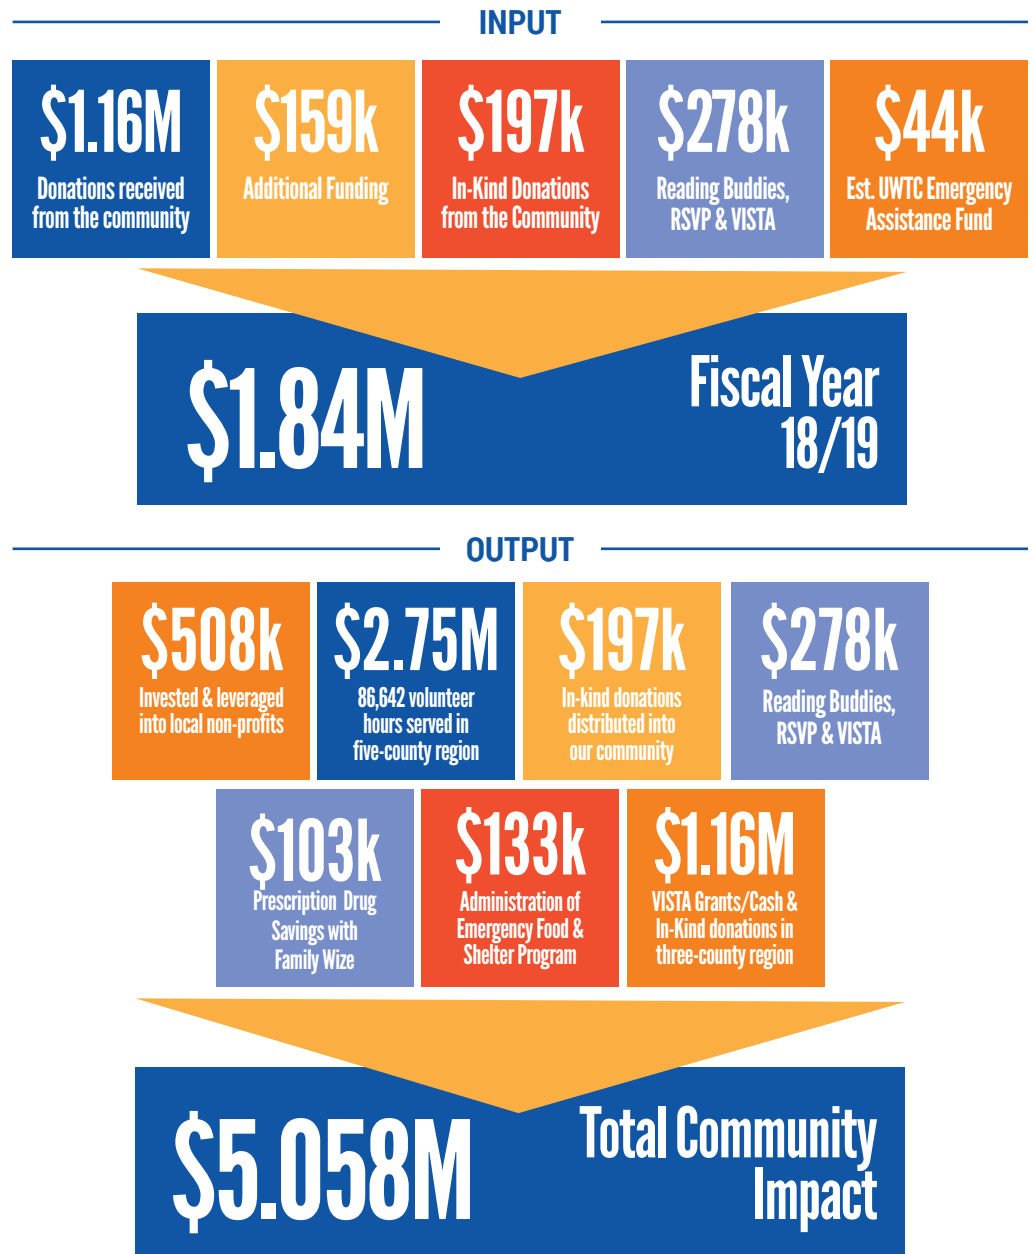 INPUT
$1.16M
Donations received
from the community
$159k
Additional Funding
$197k
In-Kind Donations
from the Community
$278k
Reading Buddies,
RSVP & VISTA
$44k
Est. UWTC Emergency
Assistance Fund
$1.84M
Fiscal Year
18/19
OUTPUT
$508k
Invested & leveraged
into local non-profits
$2.75M
86,642 volunteer
hours served in
five-county region
$197k
In-kind donations
distributed into
our community
$278k
Reading Buddies,
RSVP & VISTA
$103k
Prescription Drug
Savings with
Family Wize
$133k
Administration of
Emergency Food &
Shelter Program
$1.16M
VISTA Grants/Cash &
In-Kind donations in
three-county region
$5.058M
Total Community
Impact